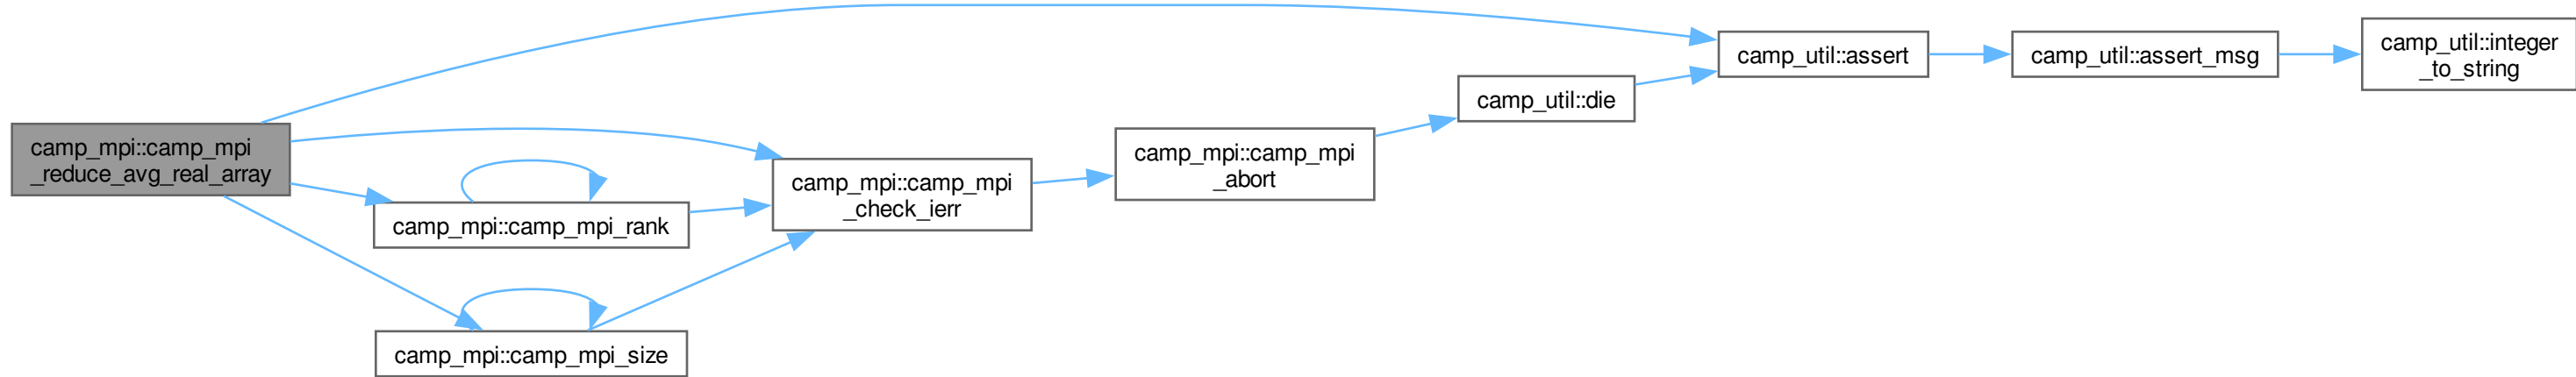 camp_mpi::camp_mpi
_reduce_avg_real_array
camp_mpi::camp_mpi_rank
camp_mpi::camp_mpi_size
camp_mpi::camp_mpi
_check_ierr
camp_mpi::camp_mpi
_abort
camp_util::die
camp_util::assert
camp_util::assert_msg
camp_util::integer
_to_string